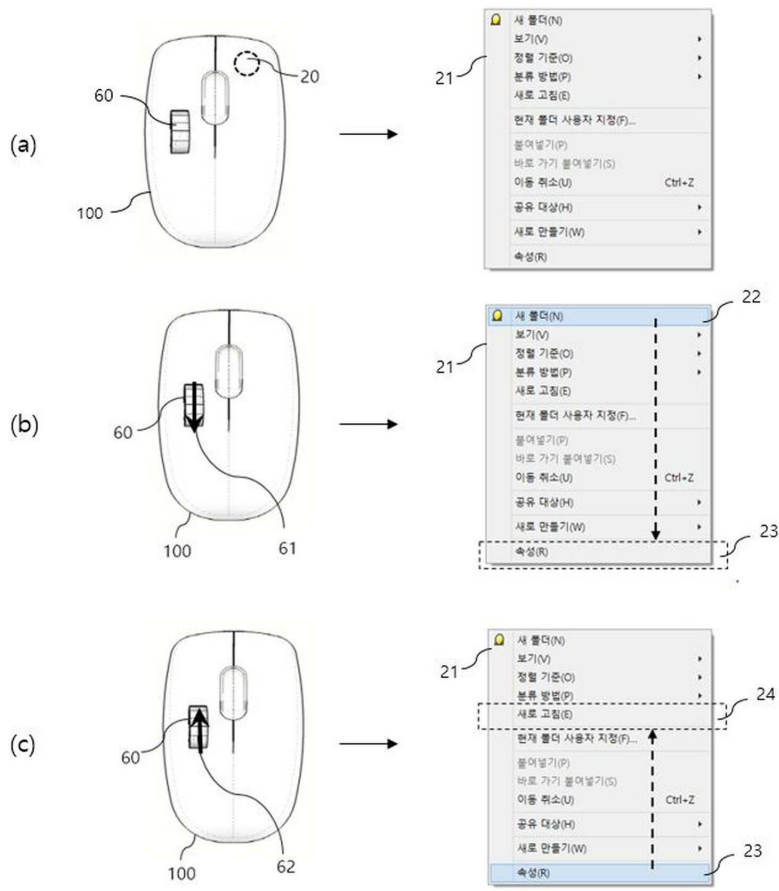 (a)
100
60
20
21
새 폴더(N)
보기(V)
정렬 기준(O)
분류 방법(P)
새로 고침(E)
현재 폴더 사용자 지정(F)...
붙여넣기(P)
바로 가기 붙여넣기(S)
이동 취소(U) Ctrl+Z
공유 대상(H)
새로 만들기(W)
속성(R)
(b)
60
100
61
21
22
새 폴더(N)
보기(V)
정렬 기준(O)
분류 방법(P)
새로 고침(E)
현재 폴더 사용자 지정(F)...
붙여넣기(P)
바로 가기 붙여넣기(S)
이동 취소(U) Ctrl+Z
공유 대상(H)
새로 만들기(W)
속성(R)
23
(c)
60
100
62
21
새 폴더(N)
보기(V)
정렬 기준(O)
분류 방법(P)
새로 고침(E)
24
현재 폴더 사용자 지정(F)...
붙여넣기(P)
바로 가기 붙여넣기(S)
이동 취소(U) Ctrl+Z
공유 대상(H)
새로 만들기(W)
속성(R)
23